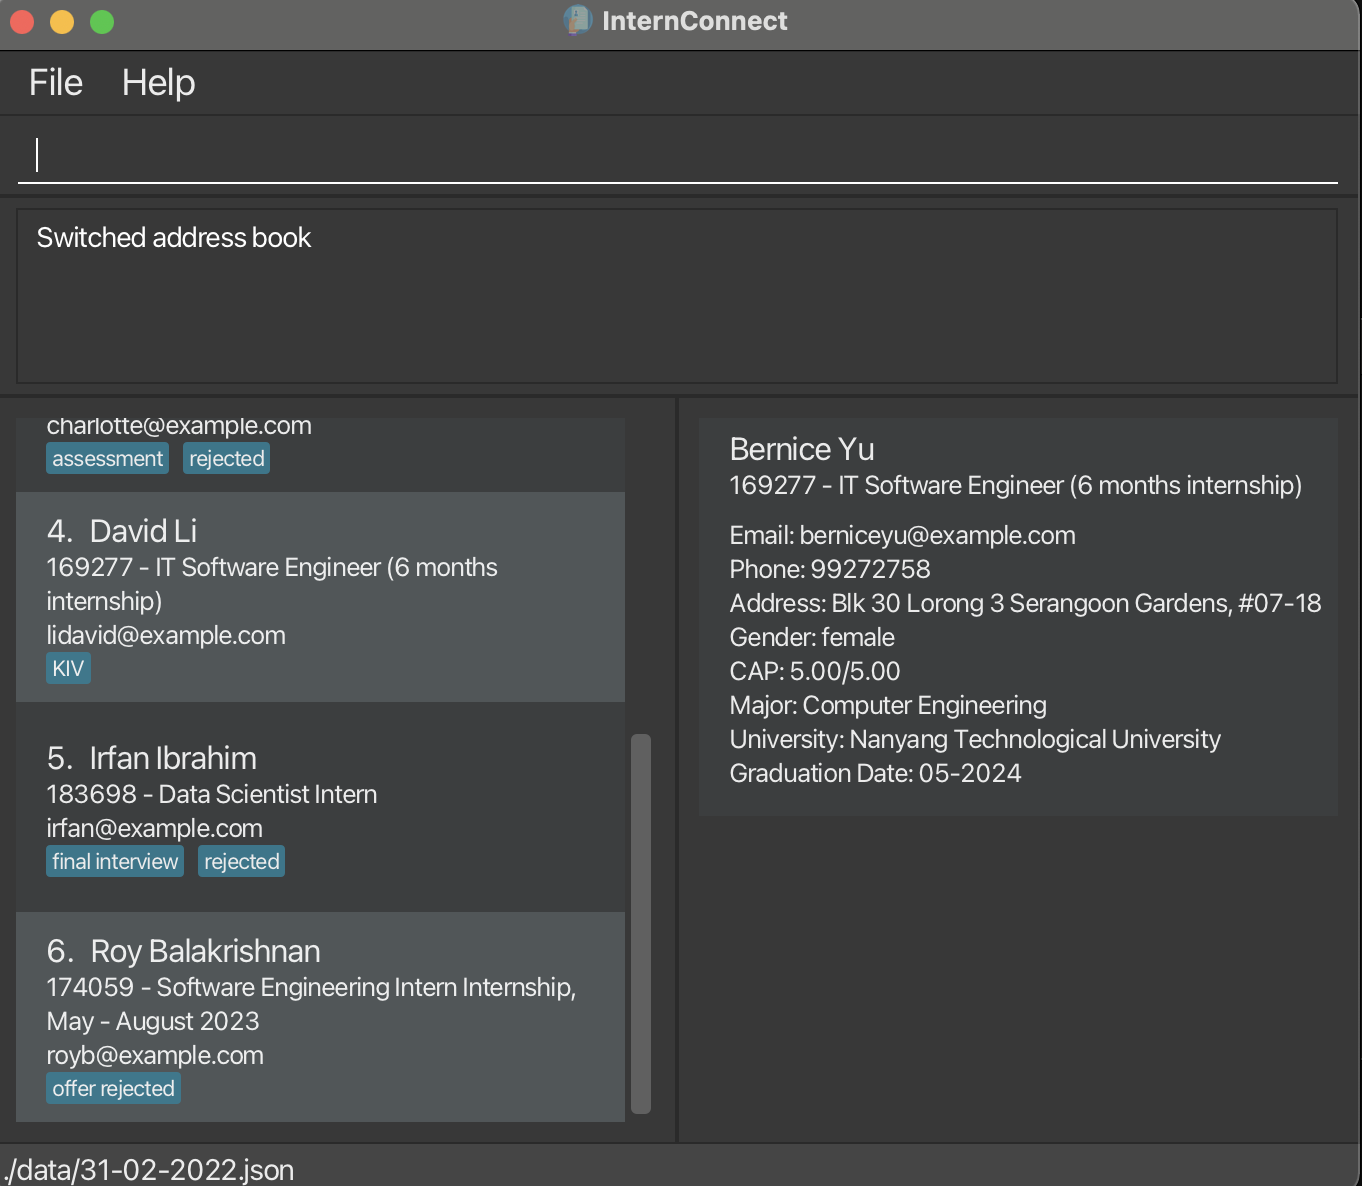 InternConnect
File Help
Switched address book
charlotte@example.com
assessment rejected
4. David Li
169277 - IT Software Engineer (6 months
internship)
lidavid@example.com
KIV
5. Irfan Ibrahim
183698 - Data Scientist Intern
irfan@example.com
final interview rejected
6. Roy Balakrishnan
174059 - Software Engineering Intern Internship,
May - August 2023
royb@example.com
offer rejected
Bernice Yu
169277 - IT Software Engineer (6 months internship)
Email: berniceyu@example.com
Phone: 99272758
Address: Blk 30 Lorong 3 Serangoon Gardens, #07-18
Gender: female
CAP: 5.00/5.00
Major: Computer Engineering
University: Nanyang Technological University
Graduation Date: 05-2024
./data/31-02-2022.json